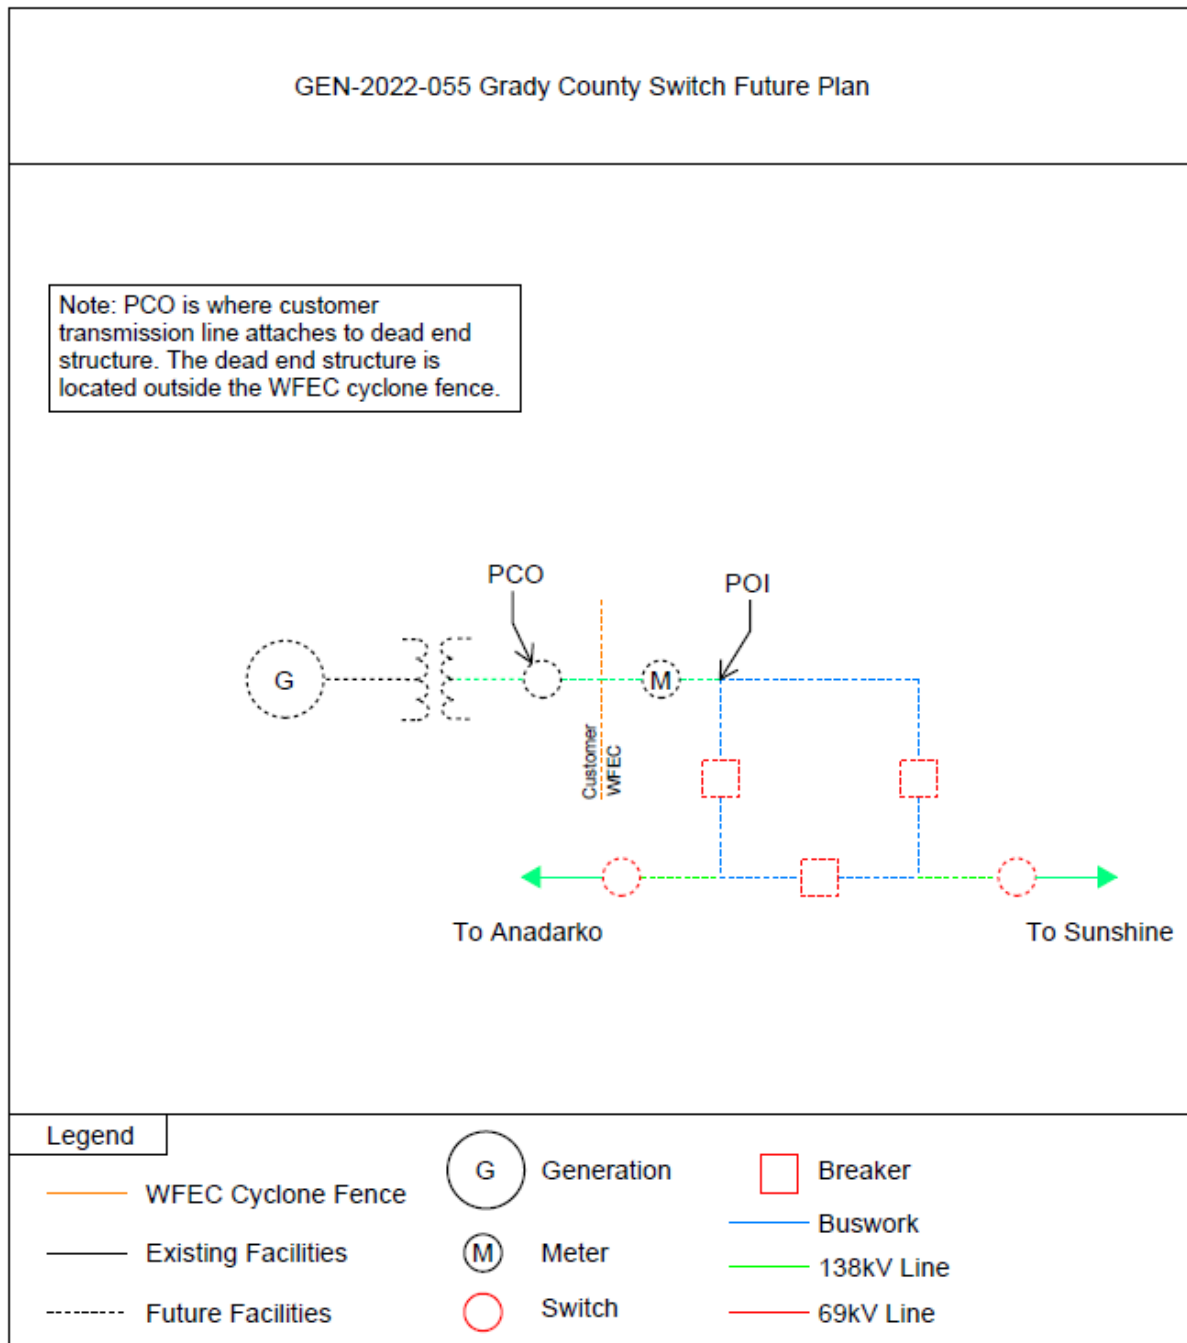 GEN-2022-055 Grady County Switch Future Plan
Note: PCO is where customer
transmission line attaches to dead end
structure. The dead end structure is
located outside the WFEC cyclone fence.
PCO
POI
G
M
Customer
WFEC
To Anadarko
To Sunshine
Legend
WFEC Cyclone Fence
Existing Facilities
Future Facilities
G
Generation
M
Meter
Switch
Breaker
Buswork
138kV Line
69kV Line